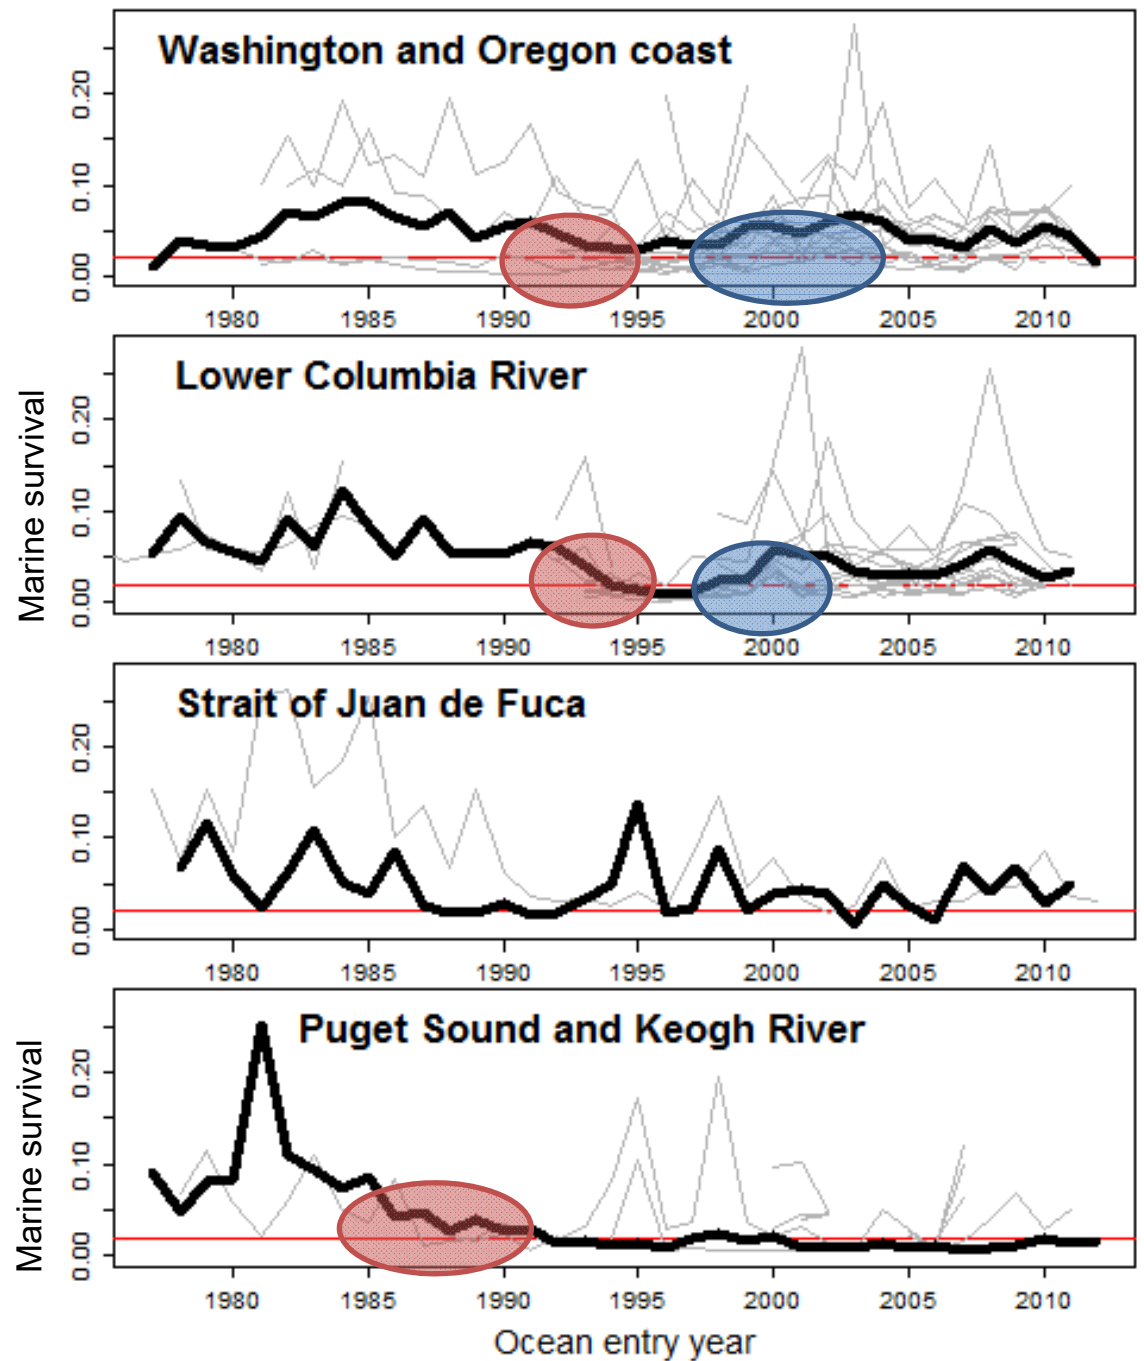 Washington and Oregon coast
0.20
0.10
0.00
1980 1985 1990 1995 2000 2005 2010
Lower Columbia River
Marine survival
0.20
0.10
0.00
1980 1985 1990 1995 2000 2005 2010
Strait of Juan de Fuca
0.20
0.10
0.00
1980 1985 1990 1995 2000 2005 2010
Puget Sound and Keogh River
Marine survival
0.20
0.10
0.00
1980 1985 1990 1995 2000 2005 2010
Ocean entry year